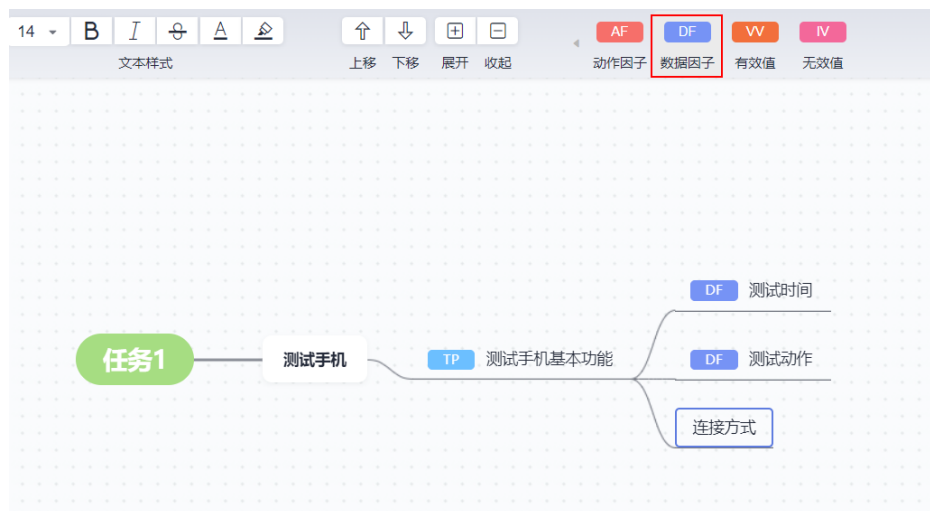 14 B I S A
AF DF VV IV
文本样式 上移 下移 展开 收起 动作因子 数据因子 有效值 无效值
DF 测试时间
任务1 测试手机 TP 测试手机基本功能 DF 测试动作
连接方式